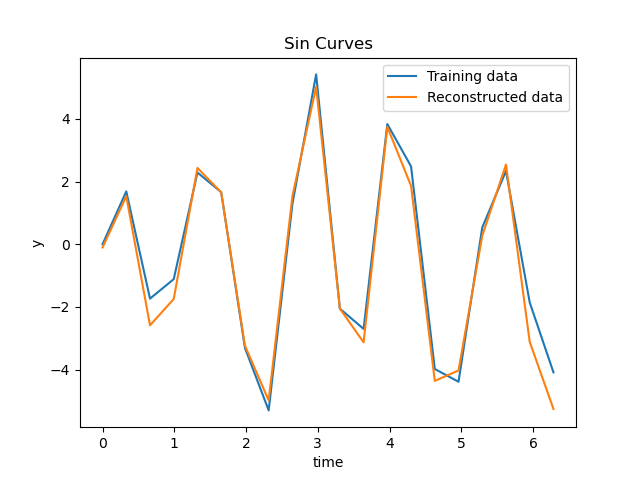 Sin Curves
Training data
Reconstructed data
4
2
0
−2
−4
y
0 1 2 3 4 5 6
time